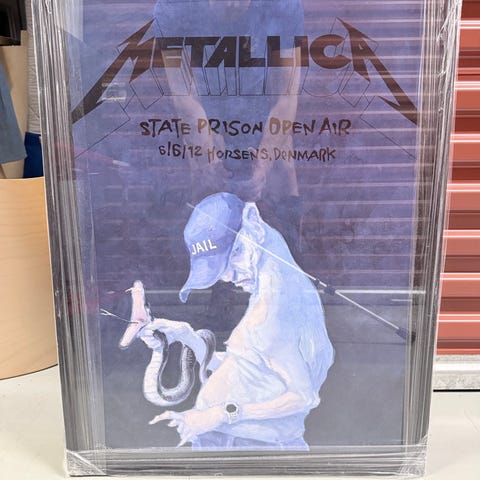 METALLICA
STATE PRISON OPEN AIR
6/6/12 HORSENS, DENMARK
JAIL